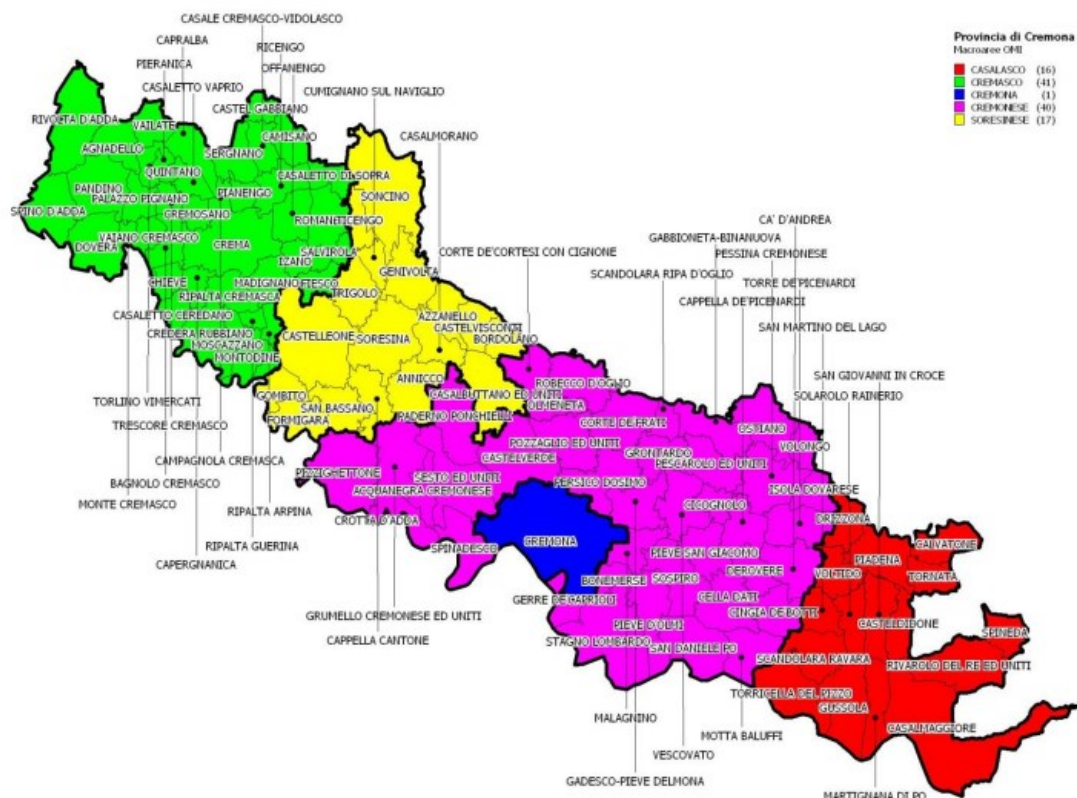 Provincia di Cremona
Macroaree OMI
CASALASCO (16)
CREMASCO (41)
CREMONA (1)
CREMONESE (40)
SORESINESE (17)
CASALE CREMASCO-VIDOLASCO
CAPRALBA
RICENGO
PIERANICA
OFFANENGO
CASALETTO VAPRIO
CUMIGNANO SUL NAVIGLIO
CASTEL GABBIANO
RIVOLTA D'ADDA
VAILATE
CASALMORANO
CAMISANO
AGNADELLO
SERGNANO
QUINTANO
CASALETTO DI SOPRA
PANDINO
PIANENGO
SONCINO
PALAZZO PIGNANO
SPINO D'ADDA
GREMOSANO
ROMAN
TICENGO
CA' D'ANDREA
VAIANO CREMASCO
GABBIONETA-BINANUOVA
DOVERA
CREMA
SALVIROLA
CORTE DE'CORTESI CON CIGNONE
PESSINA CREMONESE
IZANO
GENIVOLTA
SCANDOLARA RIPA D'OGLIO
TORRE DE'PICENARDI
CHIEVE
MADIGNANO
FIESCO
TRIGOLO
RIPALTA CREMASCA
CAPPELLA DE'PICENARDI
CASALETTO CEREDANO
AZZANELLO
SAN MARTINO DEL LAGO
CREDERA RUBBIANO
CASTELLEONE
SORESINA
CASTELVISCONTI
MOSCAZZANO
BORDOLANO
MONTODINE
ROBECCO D'OGLIO
SAN GIOVANNI IN CROCE
ANNICCO
GOMBITO
CASALBUTTANO ED UNITI
SOLAROLO RAINERIO
TORLINO VIMERCATI
SAN BASSANO
OLMENETA
FORMIGARA
PADERNO PONCHIELLI
CORTE DE'FRATI
OSTIANO
TRESCORE CREMASCO
POZZAGLIO ED UNITI
VOLONGO
GRONTARDO
CASTELVERDE
CAMPAGNOLA CREMASCA
PIZZIGHETTONE
PESCAROLO ED UNITI
SESTO ED UNITI
BAGNOLO CREMASCO
PERSICO DOSIMO
ISOLA DOVARESE
ACQUANEGRA CREMONESE
MONTE CREMASCO
CICOGNOLO
RIPALTA ARPINA
CROTTA D'ADDA
DRIZZONA
CREMONA
CALVATONE
RIPALTA GUERINA
SPINADESCO
PIEVE SAN GIACOMO
PIADENA
CAPERGNANICA
DEROVERE
VOLTIDO
TORNATA
BONEMERSE
SOSPIRO
CELLA DATI
GERRE DE'CAPRIOLI
CINGIA DE'BOTTI
GRUMELLO CREMONESE ED UNITI
CASTELDIDONE
PIEVE D'OLMI
SPINEDA
CAPPELLA CANTONE
STAGNO LOMBARDO
SAN DANIELE PO
SCANDOLARA RAVARA
RIVAROLO DEL RE ED UNITI
TORRICELLA DEL PIZZO
GUSSOLA
MALAGNINO
CASALMAGGIORE
MOTTA BALUFFI
VESCOVATO
GADESCO-PIEVE DELMONA
MARTIGNANA DI PO